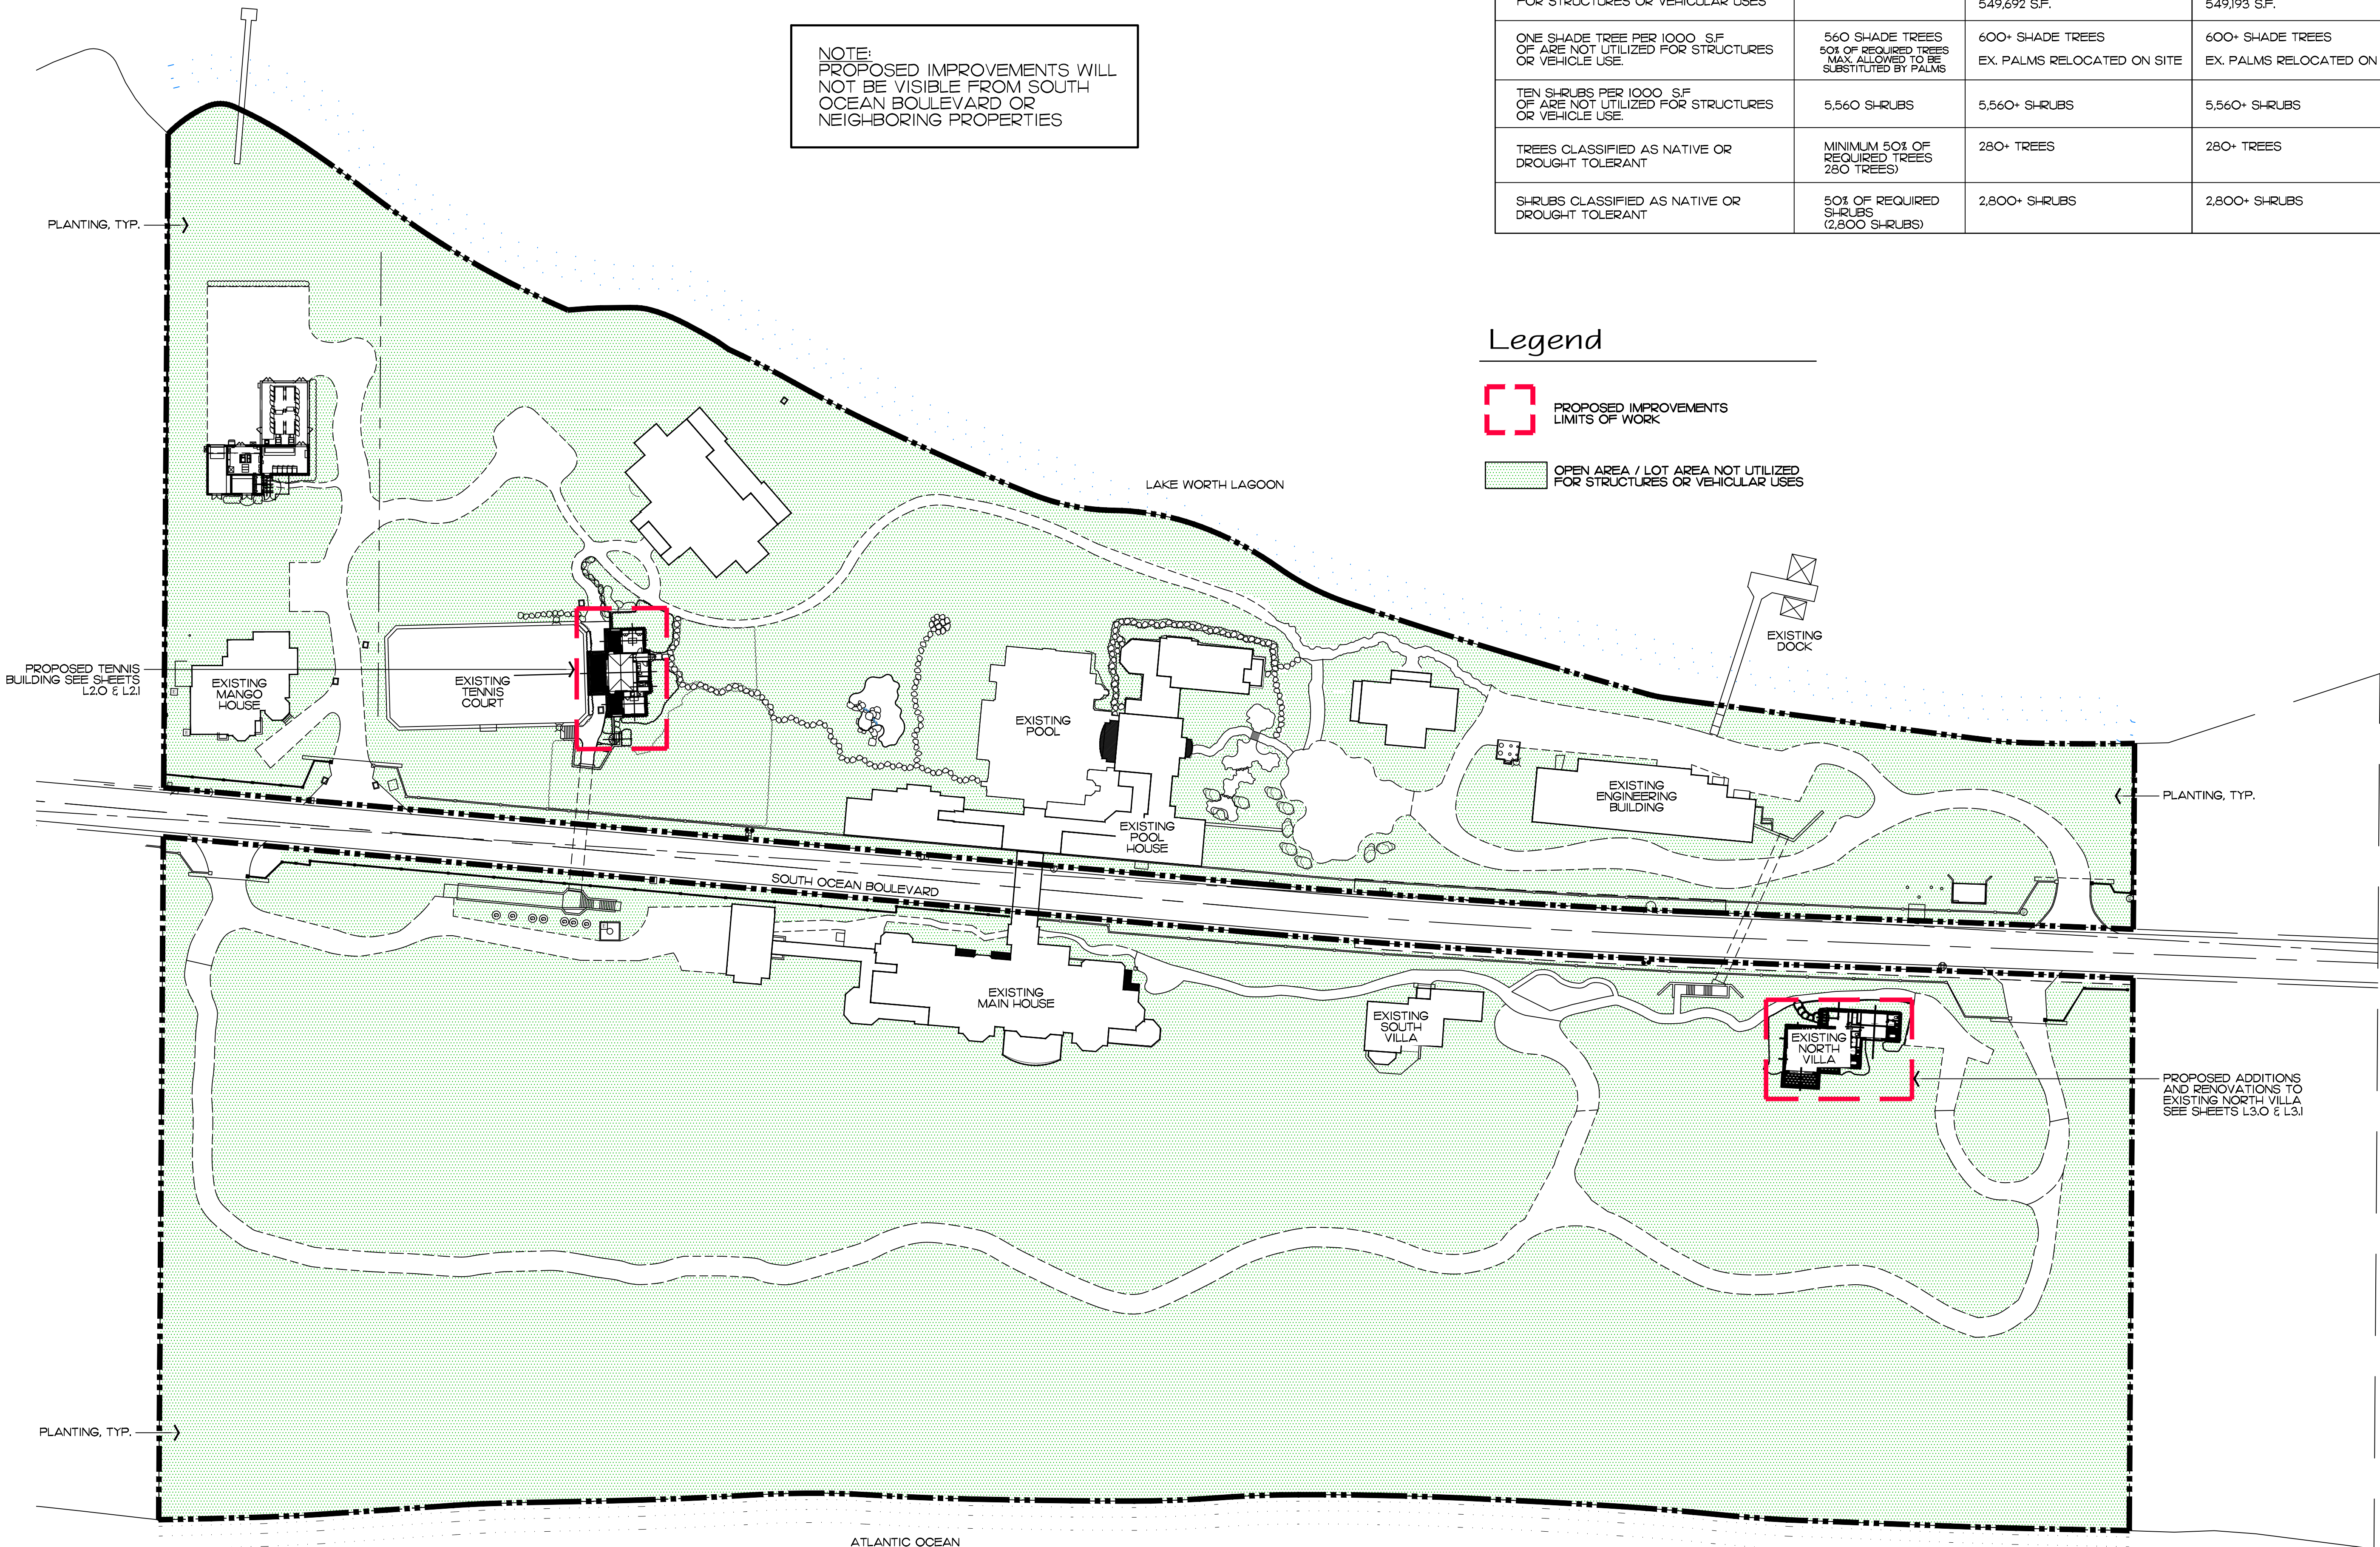 NOTE:
PROPOSED IMPROVEMENTS WILL
NOT BE VISIBLE FROM SOUTH
OCEAN BOULEVARD OR
NEIGHBORING PROPERTIES
FOR STRUCTURES OR VEHICULAR USES
549,692 S.F.
549,193 S.F.
ONE SHADE TREE PER 1000 S.F
OF ARE NOT UTILIZED FOR STRUCTURES
OR VEHICLE USE.
560 SHADE TREES
50% OF REQUIRED TREES
MAX. ALLOWED TO BE
SUBSTITUTED BY PALMS
600+ SHADE TREES
EX. PALMS RELOCATED ON SITE
600+ SHADE TREES
EX. PALMS RELOCATED ON
TEN SHRUBS PER 1000 S.F
OF ARE NOT UTILIZED FOR STRUCTURES
OR VEHICLE USE.
5,560 SHRUBS
5,560+ SHRUBS
5,560+ SHRUBS
TREES CLASSIFIED AS NATIVE OR
DROUGHT TOLERANT
MINIMUM 50% OF
REQUIRED TREES
280 TREES)
280+ TREES
280+ TREES
SHRUBS CLASSIFIED AS NATIVE OR
DROUGHT TOLERANT
50% OF REQUIRED
SHRUBS
(2,800 SHRUBS)
2,800+ SHRUBS
2,800+ SHRUBS
Legend
PROPOSED IMPROVEMENTS
LIMITS OF WORK
OPEN AREA / LOT AREA NOT UTILIZED
FOR STRUCTURES OR VEHICULAR USES
PLANTING, TYP.
LAKE WORTH LAGOON
EXISTING
DOCK
PROPOSED TENNIS
BUILDING SEE SHEETS
L2.0 & L2.1
EXISTING
MANGO
HOUSE
EXISTING
TENNIS
COURT
EXISTING
POOL
EXISTING
POOL
HOUSE
EXISTING
ENGINEERING
BUILDING
PLANTING, TYP.
SOUTH OCEAN BOULEVARD
EXISTING
MAIN HOUSE
EXISTING
SOUTH
VILLA
EXISTING
NORTH
VILLA
PROPOSED ADDITIONS
AND RENOVATIONS TO
EXISTING NORTH VILLA
SEE SHEETS L3.0 & L3.1
PLANTING, TYP.
ATLANTIC OCEAN